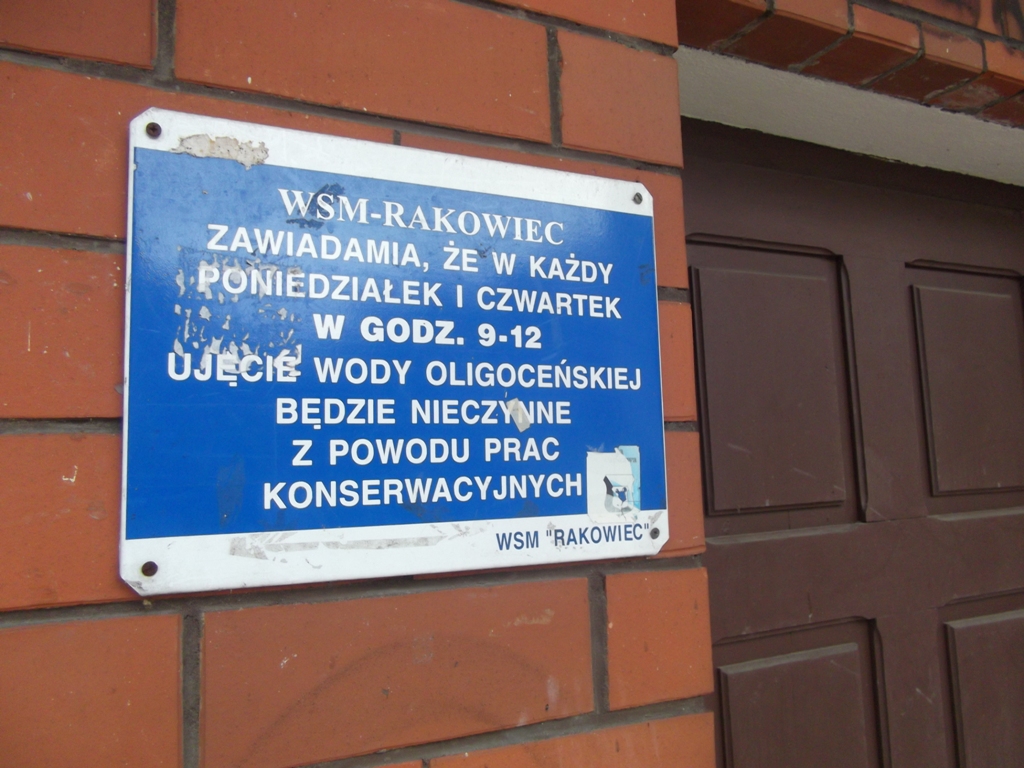 WSM-RAKOWIEC
ZAWIADAMIA, ŻE W KAŻDY
PONIEDZIAŁEK I CZWARTEK
W GODZ. 9-12
UJĘCIE WODY OLIGOCEŃSKIEJ
BĘDZIE NIECZYNNE
Z POWODU PRAC
KONSERWACYJNYCH
WSM "RAKOWIEC"